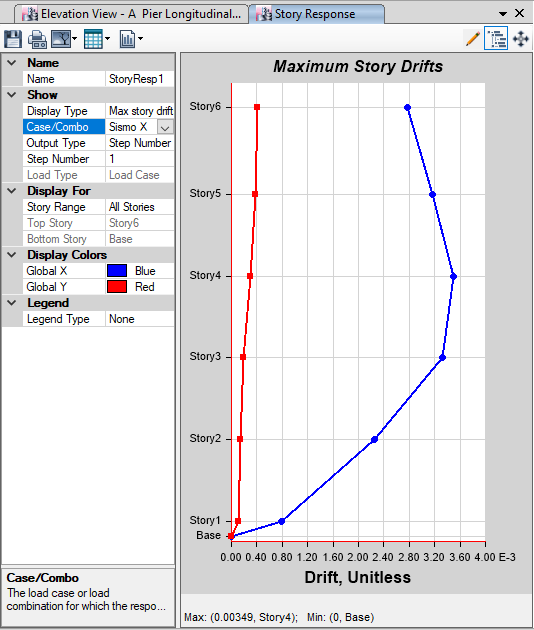 Elevation View - A  Pier Longitudinal...
Story Response
Name
Name StoryResp1
Show
Display Type Max story drift
Case/Combo Sismo X
Output Type Step Number
Step Number 1
Load Type Load Case
Display For
Story Range All Stories
Top Story Story6
Bottom Story Base
Display Colors
Global X Blue
Global Y Red
Legend
Legend Type None
Case/Combo
The load case or load
combination for which the respo...
Maximum Story Drifts
Story6
Story5
Story4
Story3
Story2
Story1
Base
0.00 0.40 0.80 1.20 1.60 2.00 2.40 2.80 3.20 3.60 4.00 E-3
Drift, Unitless
Max: (0.00349, Story4);  Min: (0, Base)